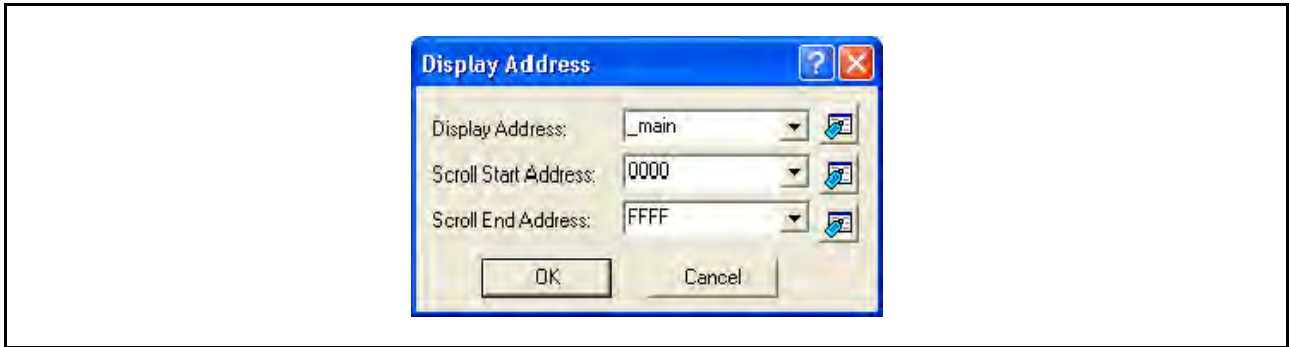 Display Address
Display Address: _main
Scroll Start Address: 0000
Scroll End Address: FFFF
OK Cancel